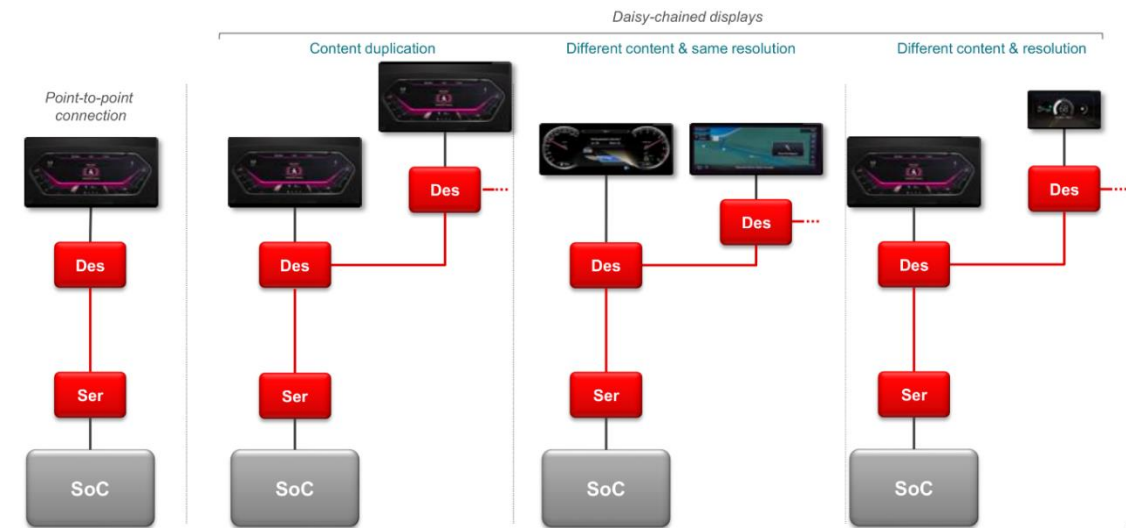 Daisy-chained displays
Content duplication
Different content & same resolution
Different content & resolution
Point-to-point
connection
Des
Des
Des
Des
Des
Des
Des
Ser
Ser
Ser
Ser
SoC
SoC
SoC
SoC